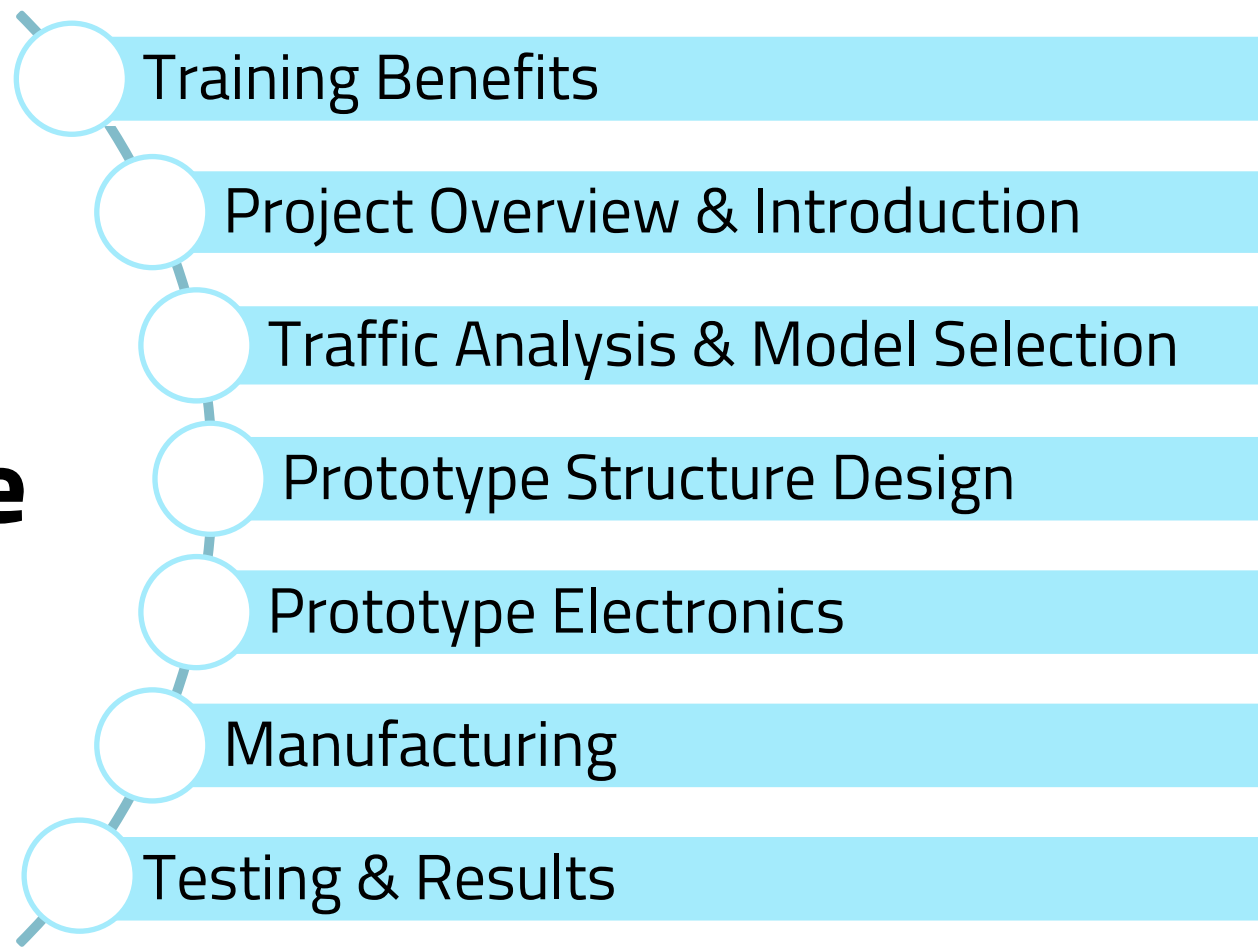 Training Benefits
Project Overview & Introduction
Traffic Analysis & Model Selection
e
Prototype Structure Design
Prototype Electronics
Manufacturing
Testing & Results